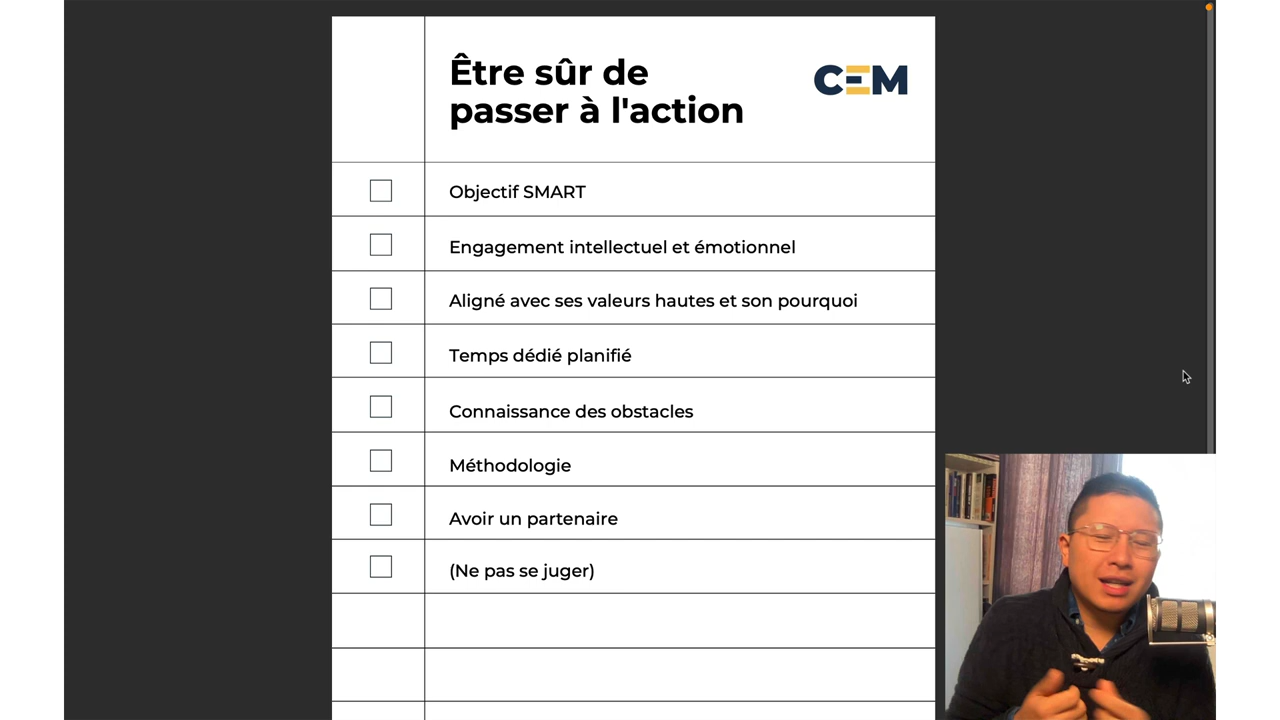 Être sûr de
passer à l'action
CEM
Objectif SMART
Engagement intellectuel et émotionnel
Aligné avec ses valeurs hautes et son pourquoi
Temps dédié planifié
Connaissance des obstacles
Méthodologie
Avoir un partenaire
(Ne pas se juger)